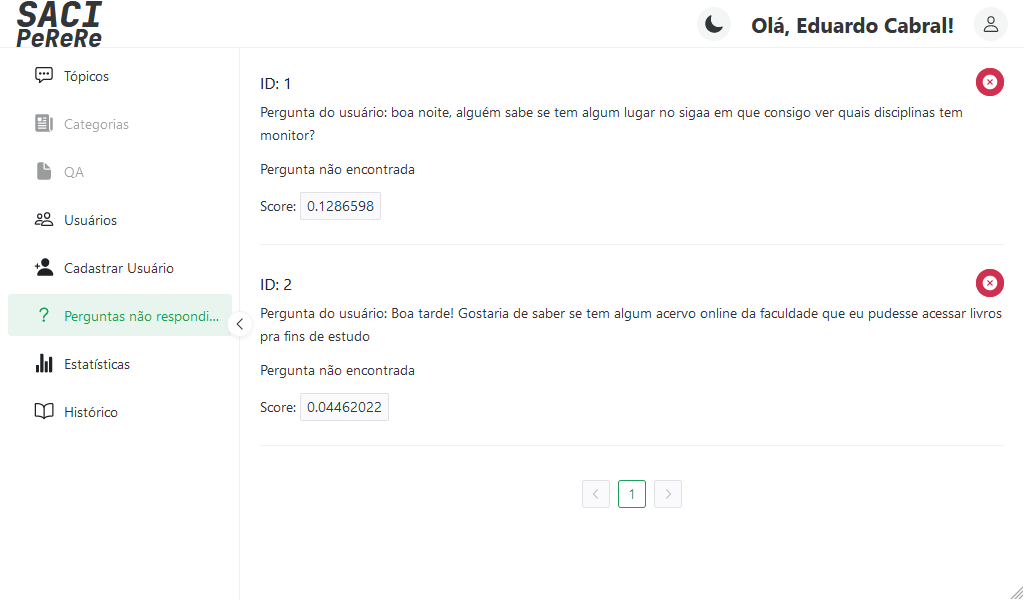 SACI
PeReRe
Olá, Eduardo Cabral!
Tópicos
Categorias
QA
Usuários
Cadastrar Usuário
Perguntas não respondi...
Estatísticas
Histórico
ID: 1
Pergunta do usuário: boa noite, alguém sabe se tem algum lugar no sigaa em que consigo ver quais disciplinas tem
monitor?
Pergunta não encontrada
Score: 0.1286598
ID: 2
Pergunta do usuário: Boa tarde! Gostaria de saber se tem algum acervo online da faculdade que eu pudesse acessar livros
pra fins de estudo
Pergunta não encontrada
Score: 0.04462022
1